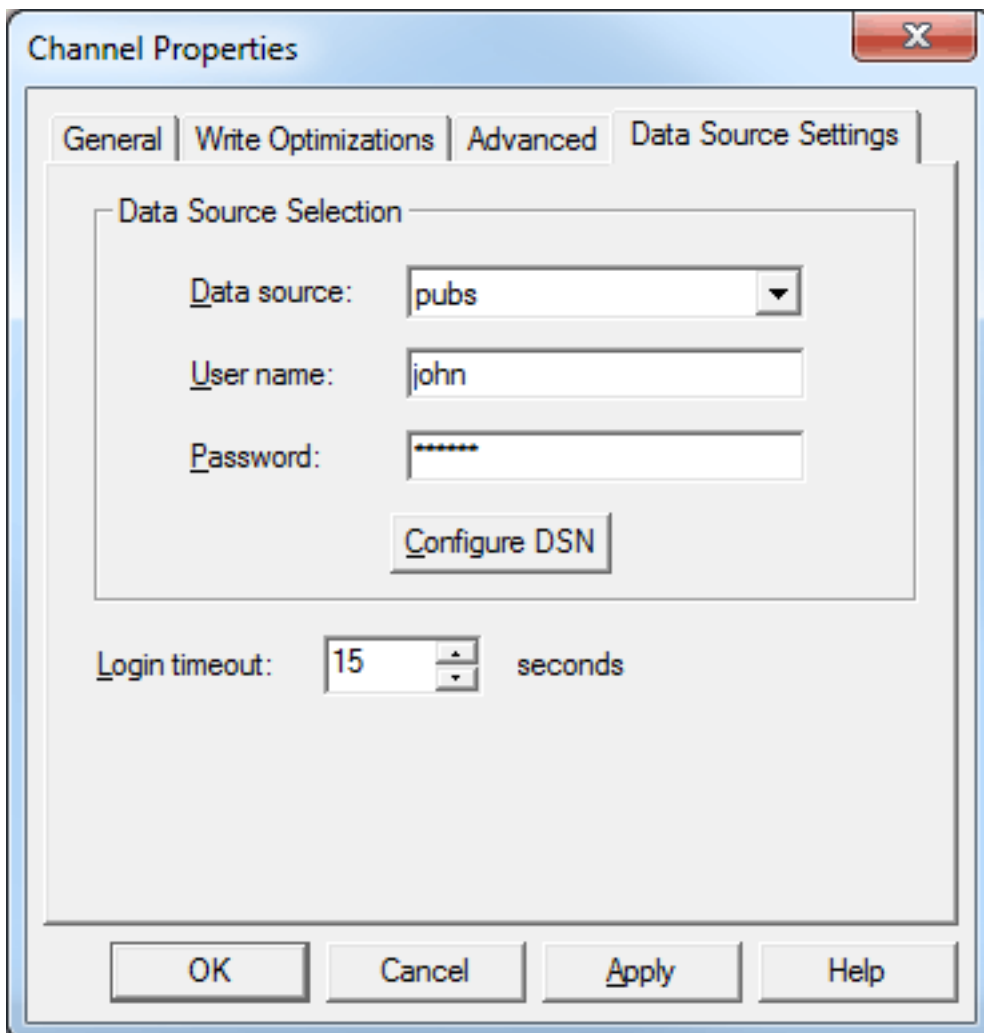 Channel Properties
General Write Optimizations Advanced Data Source Settings
Data Source Selection
Data source: pubs
User name: john
Password: ******
Configure DSN
Login timeout: 15 seconds
OK Cancel Apply Help